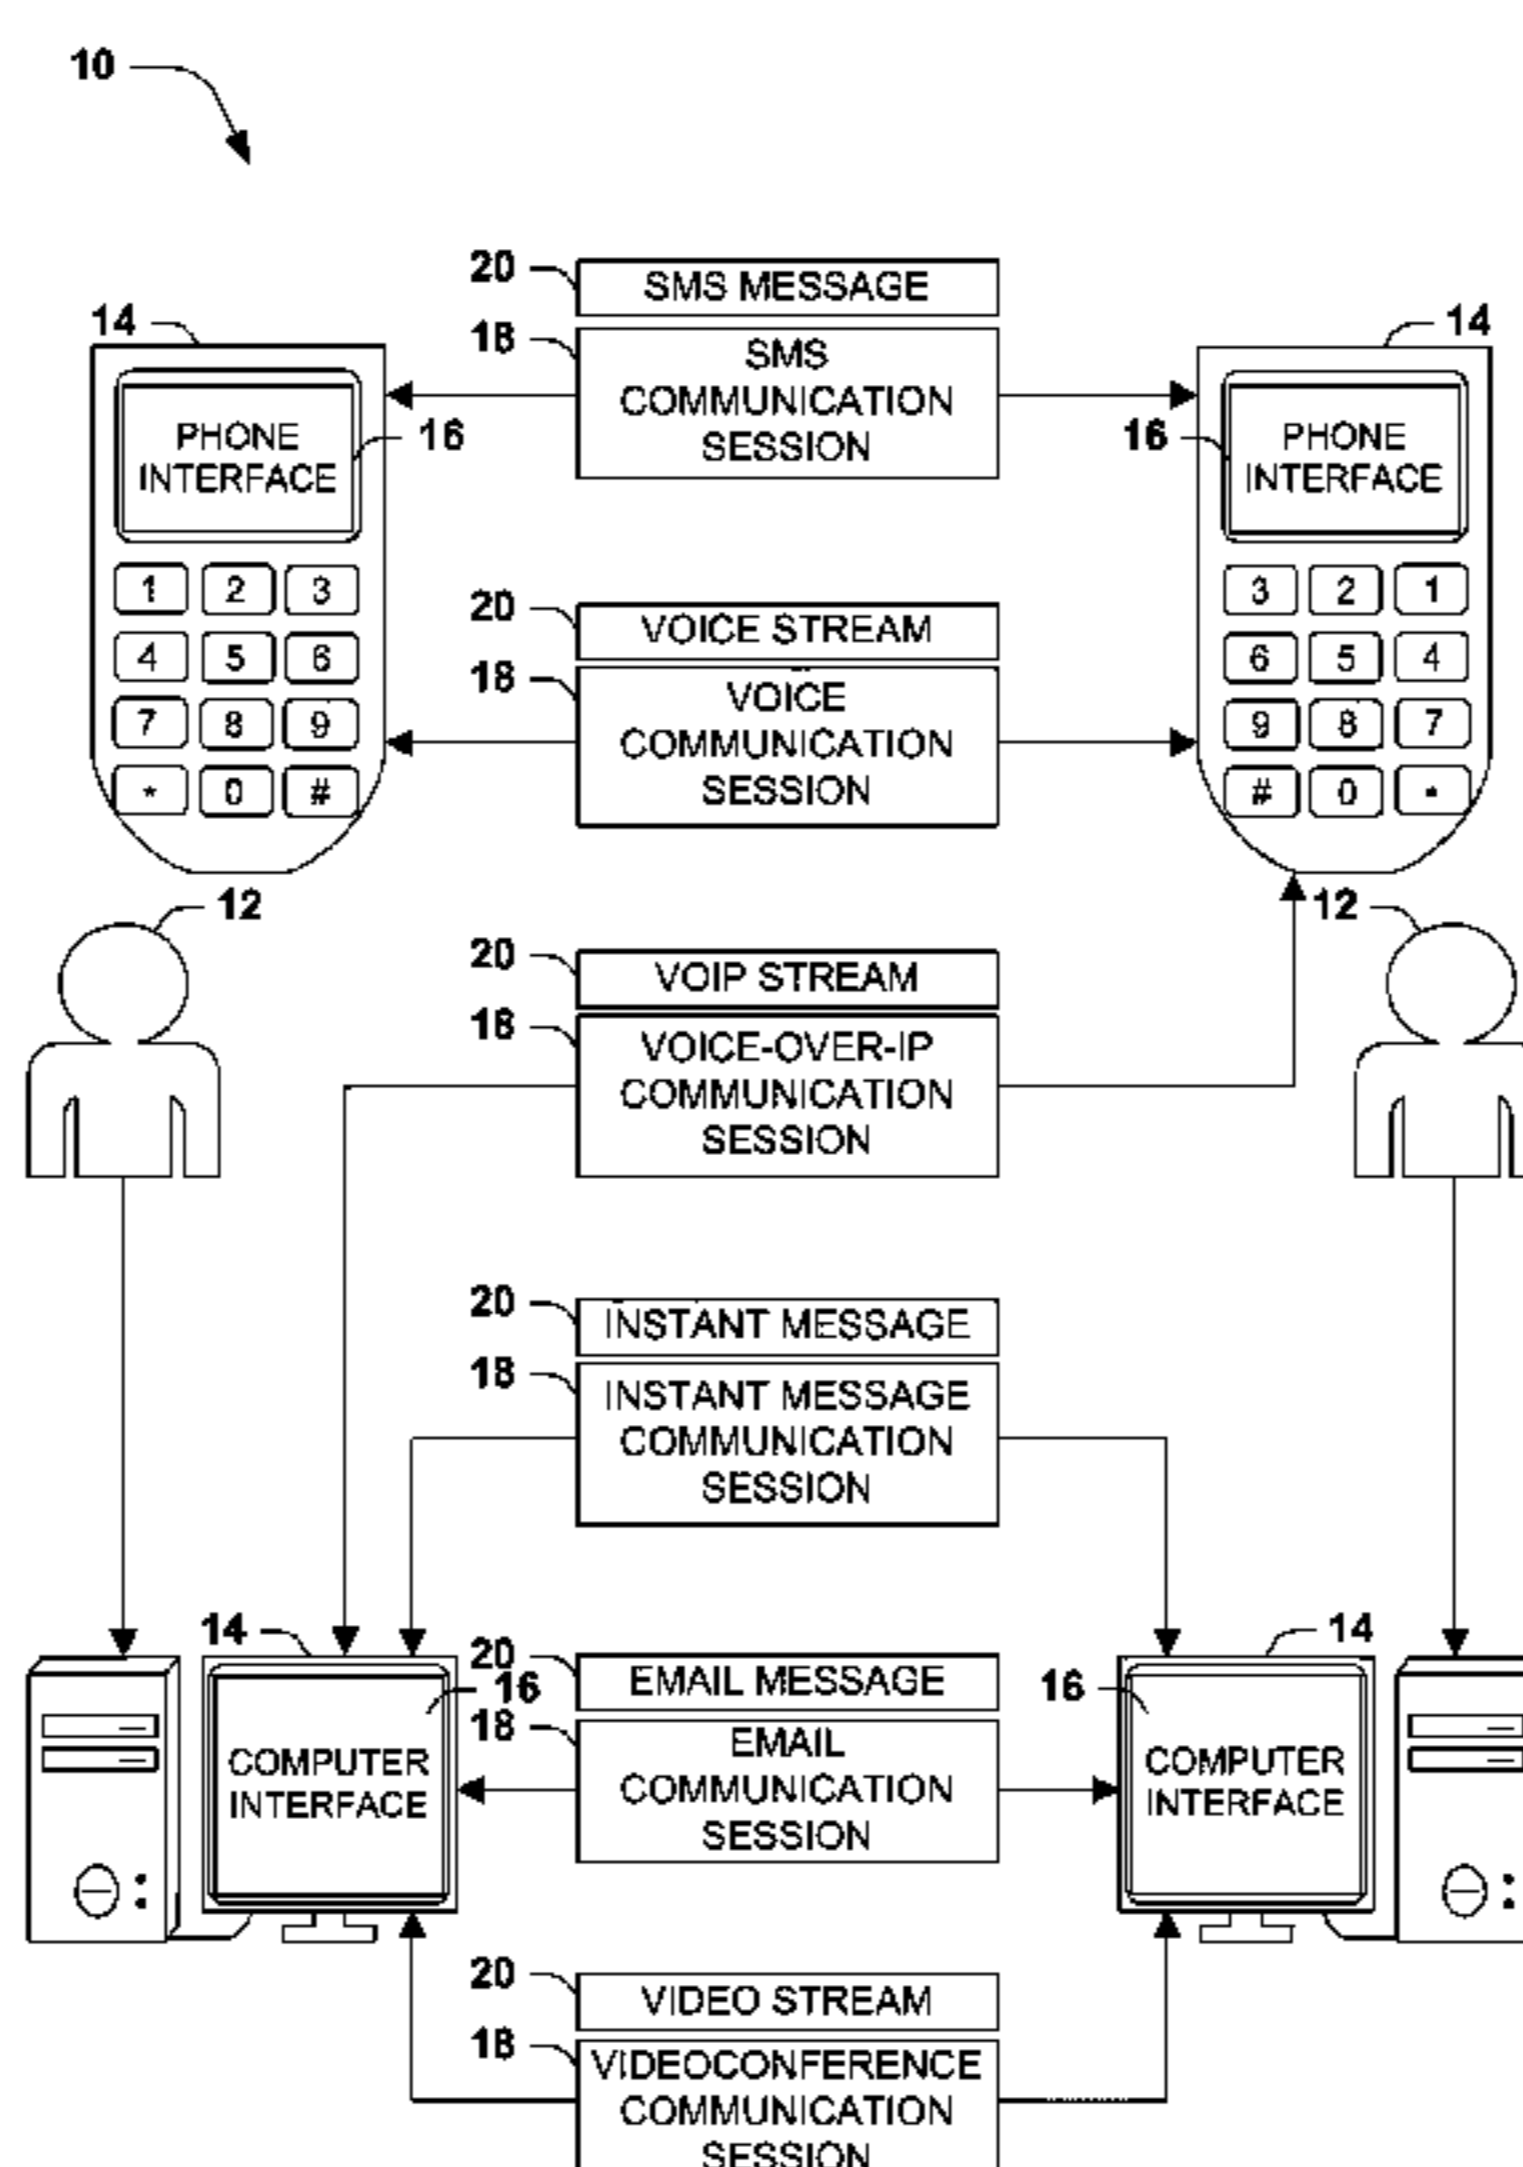 10
20
SMS MESSAGE
14
18
14
SMS
COMMUNICATION
SESSION
PHONE
INTERFACE
16
16
PHONE
INTERFACE
1 2 3
3 2 1
20
VOICE STREAM
4 5 6
6 5 4
18
VOICE
COMMUNICATION
SESSION
7 8 9
9 8 7
* 0 #
# 0 *
12
12
20
VOIP STREAM
18
VOICE-OVER-IP
COMMUNICATION
SESSION
20
INSTANT MESSAGE
18
INSTANT MESSAGE
COMMUNICATION
SESSION
14
14
20
EMAIL MESSAGE
16
16
18
EMAIL
COMMUNICATION
SESSION
COMPUTER
INTERFACE
COMPUTER
INTERFACE
20
VIDEO STREAM
18
VIDEOCONFERENCE
COMMUNICATION
SESSION